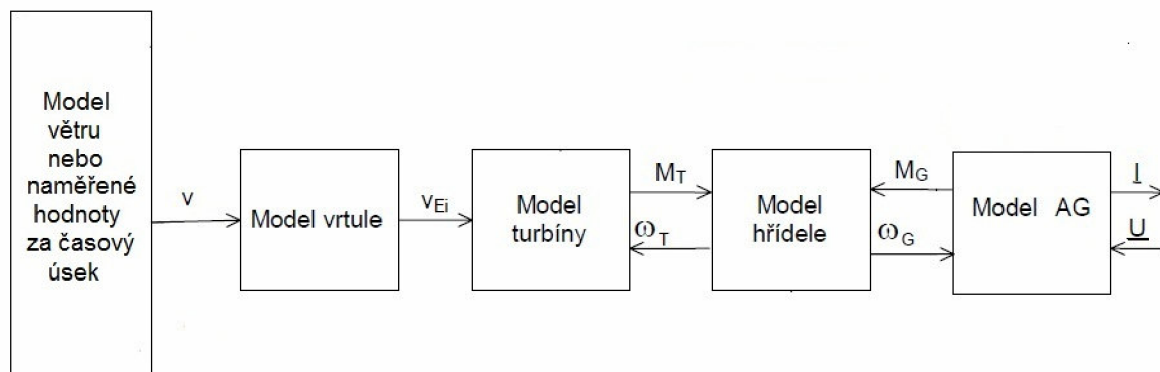 Model
větru
nebo
naměřené
hodnoty
za časový
úsek
v
Model vrtule
vEi
Model
turbíny
MT
ωT
Model
hřídele
MG
ωG
Model AG
I
U